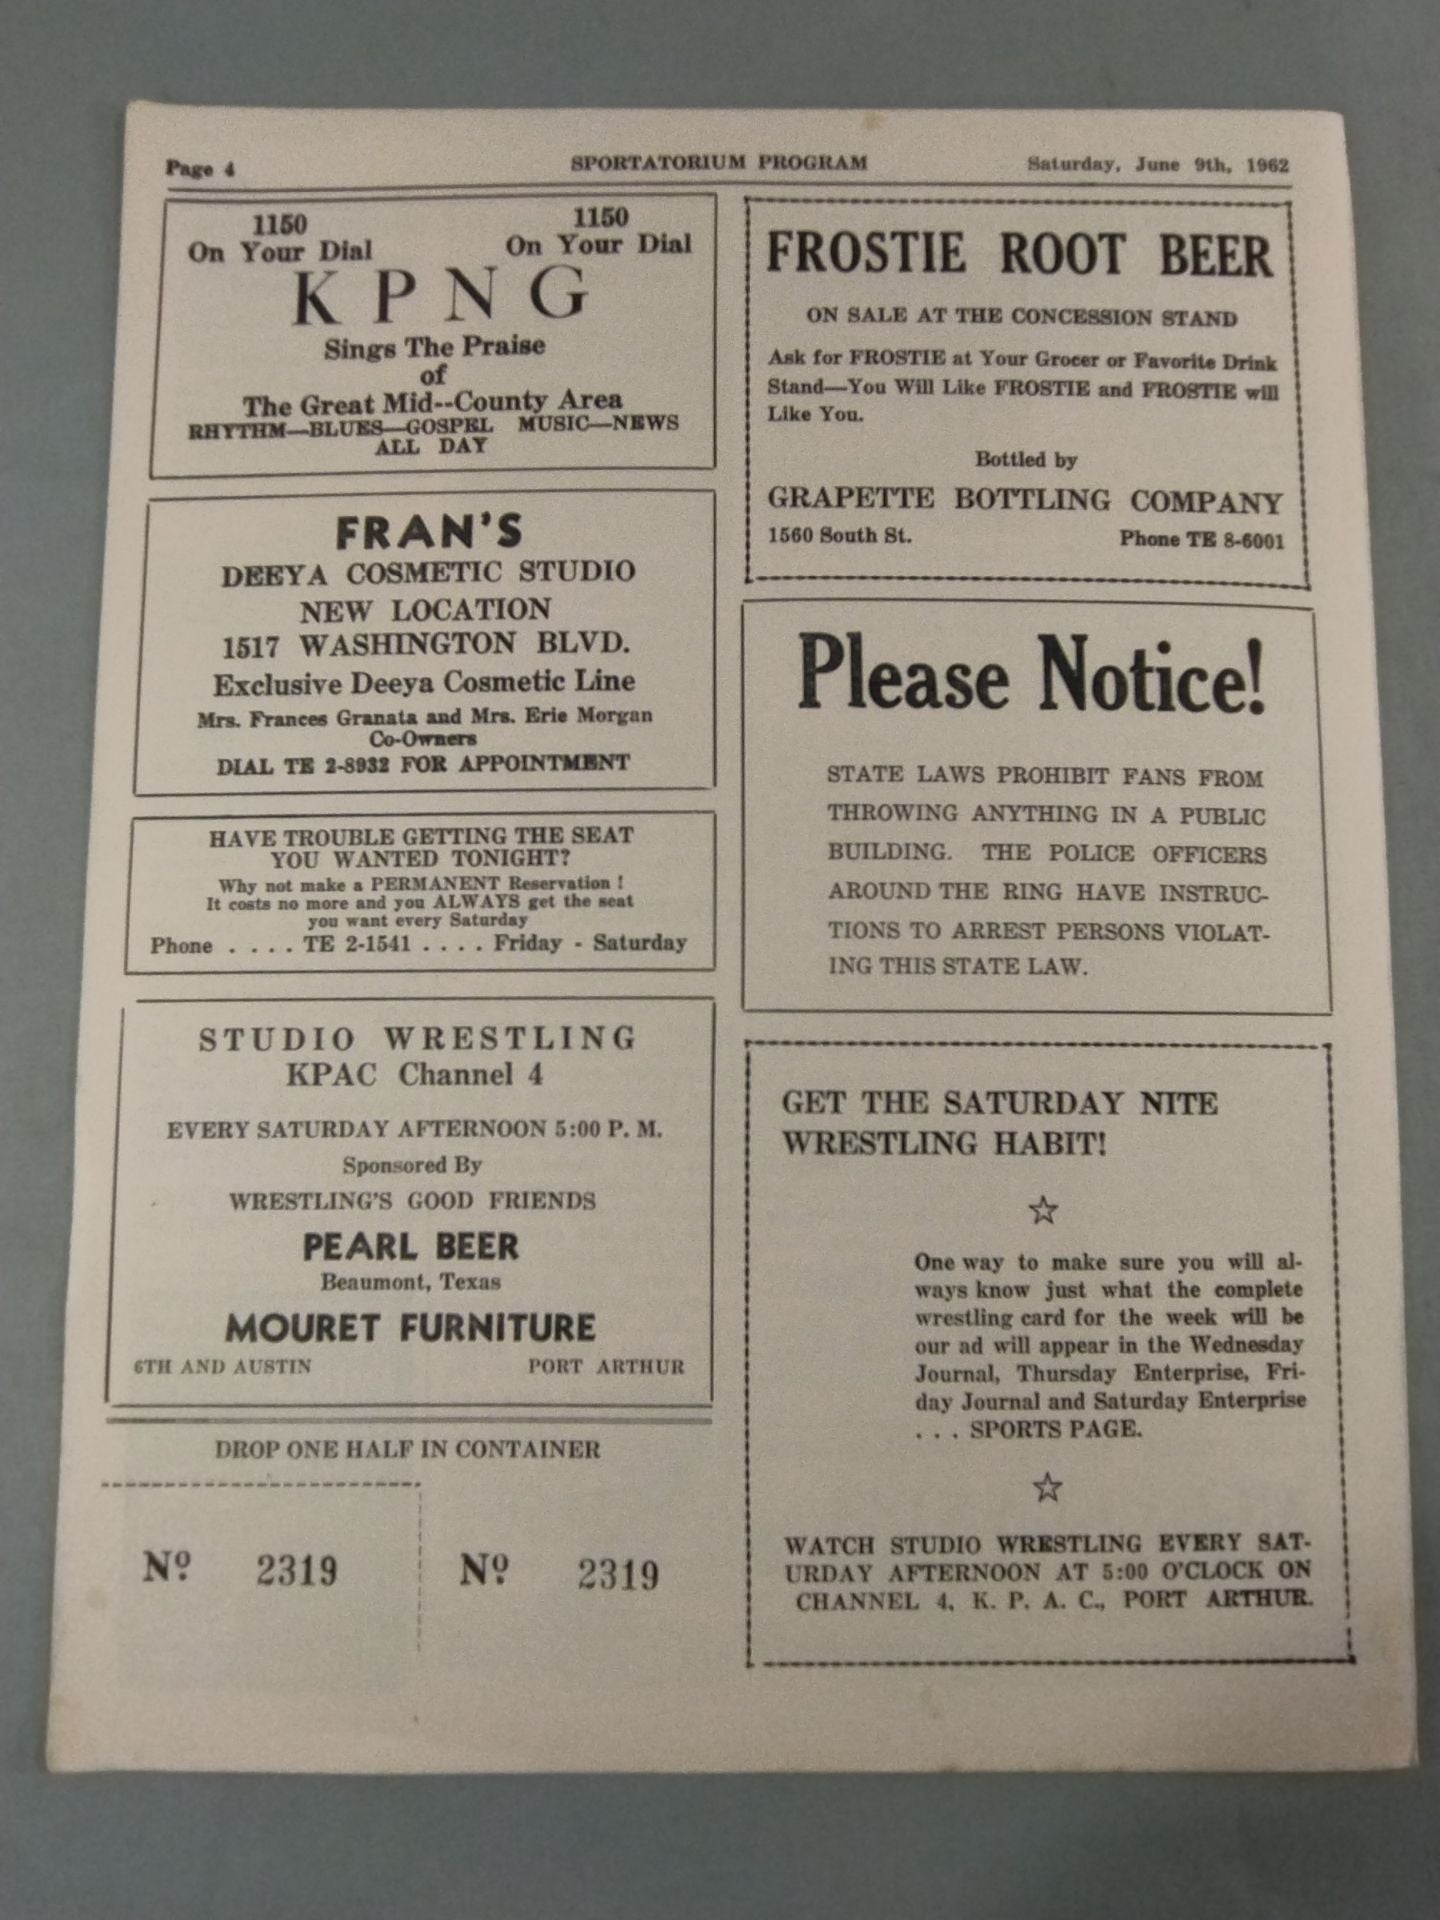 Page 4
SPORTATORIUM PROGRAM
Saturday, June 9th, 1962
1150
1150
On Your Dial
On Your Dial
KPNG
Sings The Praise
of
The Great Mid--County Area
RHYTHM—BLUES—GOSPEL MUSIC—NEWS
ALL DAY
FRAN'S
DEEYA COSMETIC STUDIO
NEW LOCATION
1517 WASHINGTON BLVD.
Exclusive Deeya Cosmetic Line
Mrs. Frances Granata and Mrs. Erie Morgan
Co-Owners
DIAL TE 2-8932 FOR APPOINTMENT
HAVE TROUBLE GETTING THE SEAT
YOU WANTED TONIGHT?
Why not make a PERMANENT Reservation !
It costs no more and you ALWAYS get the seat
you want every Saturday
Phone . . . . TE 2-1541 . . . . Friday - Saturday
STUDIO WRESTLING
KPAC Channel 4
EVERY SATURDAY AFTERNOON 5:00 P. M.
Sponsored By
WRESTLING'S GOOD FRIENDS
PEARL BEER
Beaumont, Texas
MOURET FURNITURE
6TH AND AUSTIN
PORT ARTHUR
DROP ONE HALF IN CONTAINER
Nº 2319
Nº 2319
FROSTIE ROOT BEER
ON SALE AT THE CONCESSION STAND
Ask for FROSTIE at Your Grocer or Favorite Drink
Stand—You Will Like FROSTIE and FROSTIE will
Like You.
Bottled by
GRAPETTE BOTTLING COMPANY
1560 South St.
Phone TE 8-6001
Please Notice!
STATE LAWS PROHIBIT FANS FROM
THROWING ANYTHING IN A PUBLIC
BUILDING. THE POLICE OFFICERS
AROUND THE RING HAVE INSTRUC-
TIONS TO ARREST PERSONS VIOLAT-
ING THIS STATE LAW.
GET THE SATURDAY NITE
WRESTLING HABIT!
One way to make sure you will al-
ways know just what the complete
wrestling card for the week will be
our ad will appear in the Wednesday
Journal, Thursday Enterprise, Fri-
day Journal and Saturday Enterprise
. . . SPORTS PAGE.
WATCH STUDIO WRESTLING EVERY SAT-
URDAY AFTERNOON AT 5:00 O'CLOCK ON
CHANNEL 4, K. P. A. C., PORT ARTHUR.